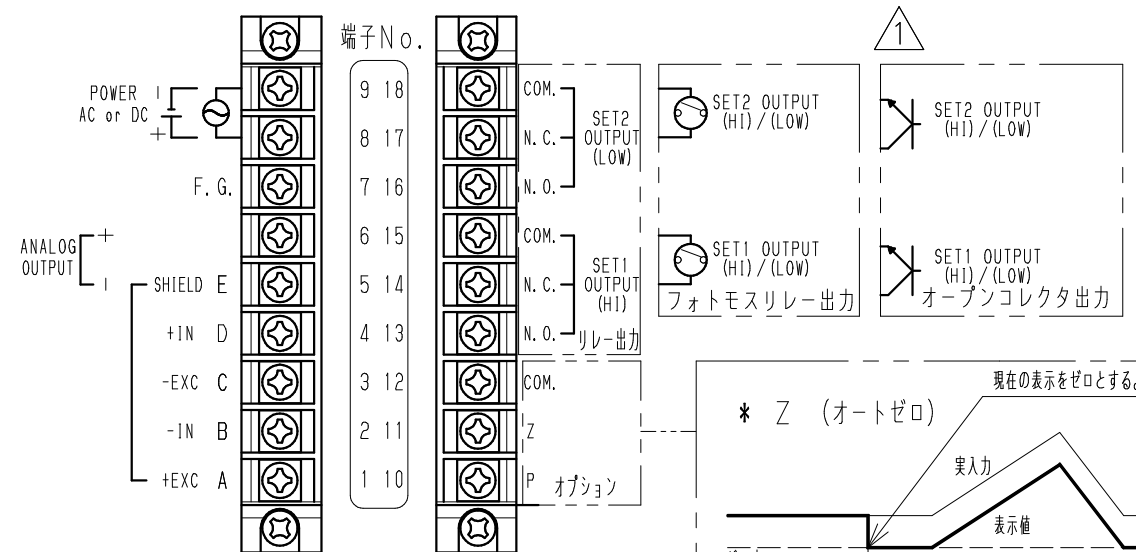 端子No.
1
POWER
AC or DC
F. G.
ANALOG
OUTPUT
SHIELD E
+IN D
-EXC C
-IN B
+EXC A
9 18
8 17
7 16
6 15
5 14
4 13
3 12
2 11
1 10
COM.
N. C.
N. O.
SET2
OUTPUT
(LOW)
COM.
N. C.
N. O.
SET1
OUTPUT
(HI)
リレー出力
COM.
Z
P
オプション
SET2 OUTPUT
(HI)/(LOW)
SET1 OUTPUT
(HI)/(LOW)
フォトモスリレー出力
SET2 OUTPUT
(HI)/(LOW)
SET1 OUTPUT
(HI)/(LOW)
オープンコレクタ出力
* Z (オートゼロ)
現在の表示をゼロとする。
実入力
表示値